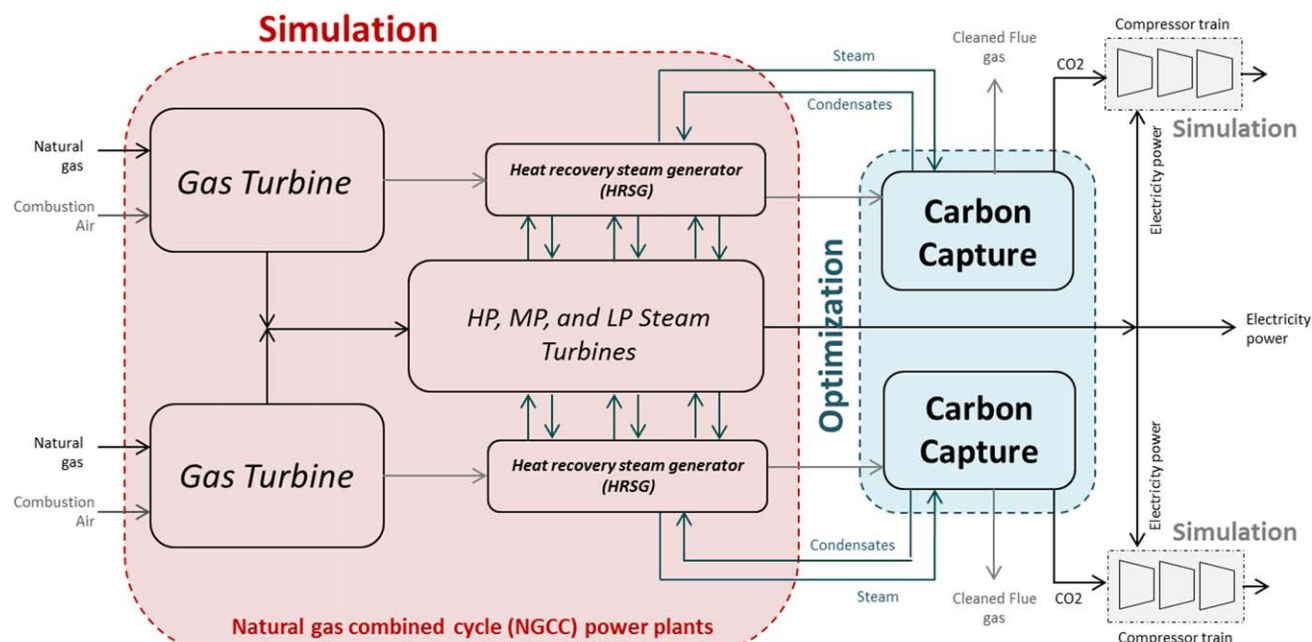 Simulation
Compressor train
Cleaned Flue
gas
CO2
Steam
Condensates
Simulation
Electricity power
Natural
gas
Combustion
Air
Gas Turbine
Heat recovery steam generator
(HRSG)
Carbon
Capture
Optimization
HP, MP, and LP Steam
Turbines
Electricity
power
Natural
gas
Combustion
Air
Gas Turbine
Heat recovery steam generator
(HRSG)
Carbon
Capture
Electricity power
Simulation
Condensates
Steam
Cleaned Flue
gas
CO2
Compressor train
Natural gas combined cycle (NGCC) power plants